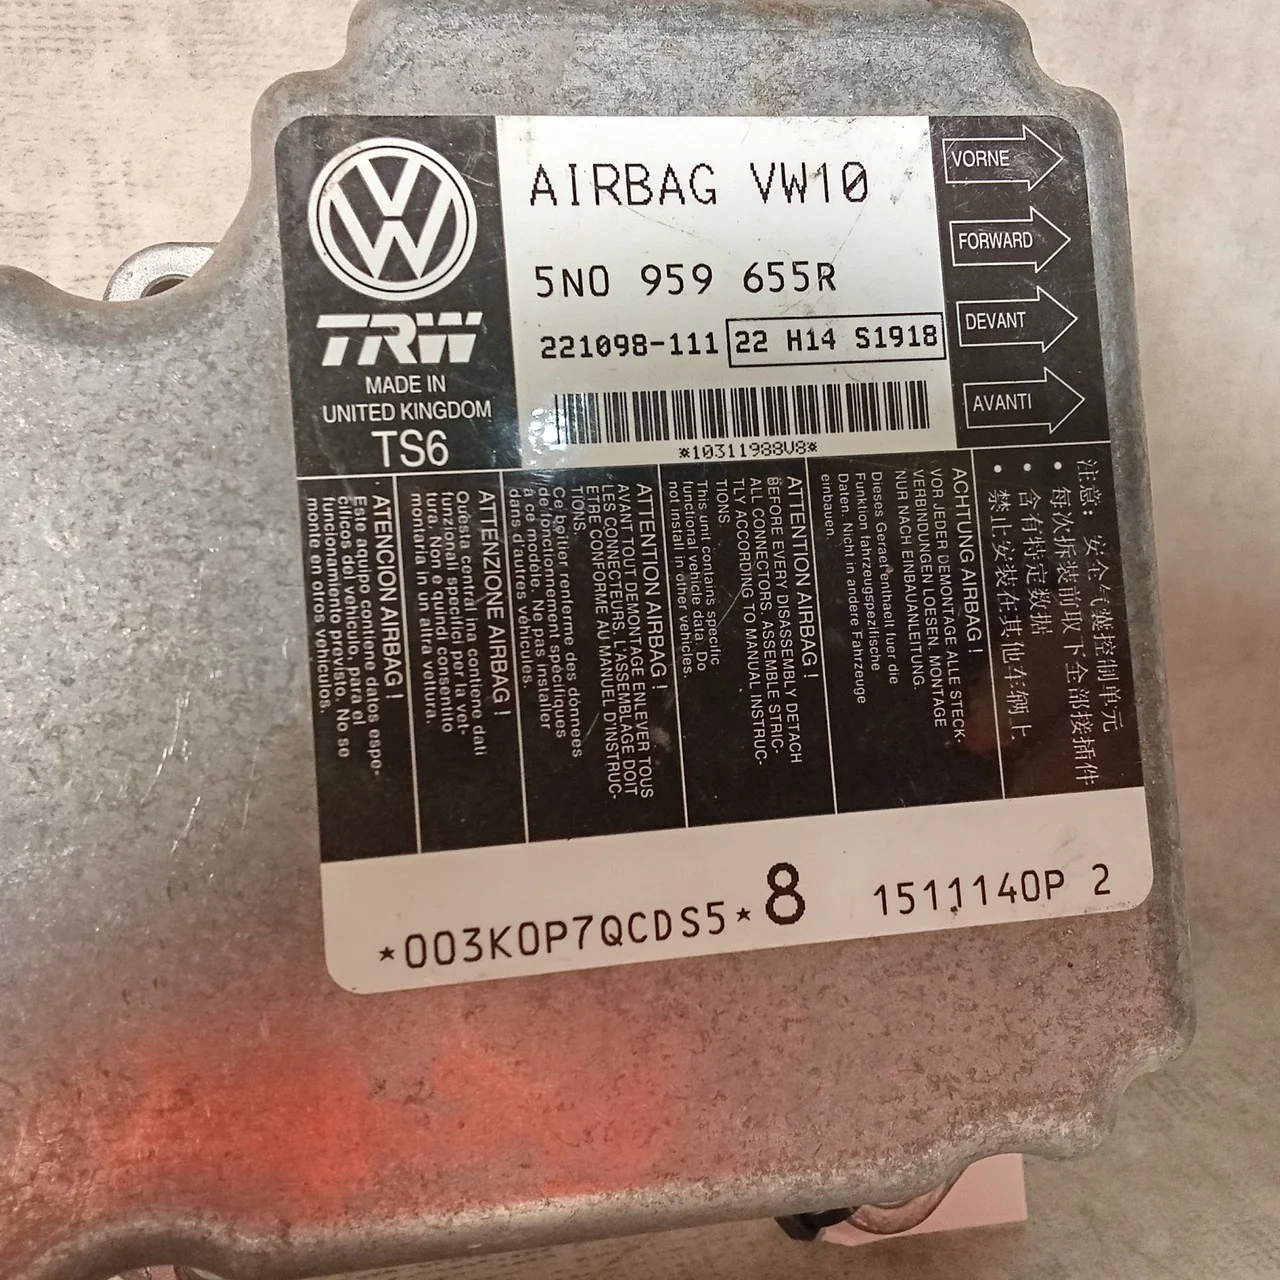 AIRBAG VW10
5N0 959 655R
221098-111 22 H14 S1918
*10311988V8*
TRW
MADE IN
UNITED KINGDOM
TS6
VORNE
FORWARD
DEVANT
AVANTI
注意: 安全气囊控制单元
• 每次拆装前取下全部接插件
• 含有特定数据
• 禁止安装在其他车辆上
ACHTUNG AIRBAG !
VOR JEDER DEMONTAGE ALLE STECK-
VERBINDUNGEN LOESEN. MONTAGE
NUR NACH EINBAUANLEITUNG.
Dieses Geraet enthaelt fuer die
Funktion fahrzeugspezifische
Daten. Nicht in andere Fahrzeuge
einbauen.
ATTENTION AIRBAG !
BEFORE EVERY DISASSEMBLY DETACH
ALL CONNECTORS. ASSEMBLE STRIC-
TLY ACCORDING TO MANUAL INSTRUC-
TIONS.
This unit contains specific
functional vehicle data. Do
not install in other vehicles.
ATTENTION AIRBAG !
AVANT TOUT DEMONTAGE ENLEVER TOUS
LES CONNECTEURS. L'ASSEMBLAGE DOIT
ETRE CONFORME AU MANUEL D'INSTRUC-
TIONS.
Ce boîtier renferme des données
de fonctionnement spécifiques
à ce modèle. Ne pas installer
dans d'autres véhicules.
ATTENZIONE AIRBAG !
Questa centralina contiene dati
funzionali specifici per la vet-
tura. Non e quindi consentito
montarla in un altra vettura.
ATENCION AIRBAG !
Este equipo contiene datos espe-
cificos del vehiculo, para el
funcionamiento previsto. No se
monte en otros vehiculos.
*003K0P7QCDS5*8 1511140P 2